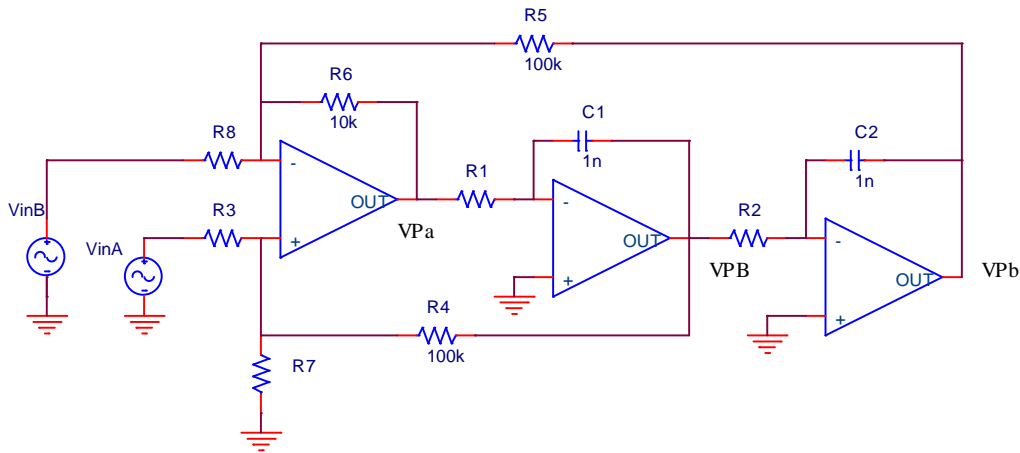 R5
100k
R6
10k
C1
1n
C2
1n
R8
-
R1
-
R2
-
VinB
R3
OUT
VPa
VinA
+
OUT
VPB
OUT
VPb
+
+
R4
100k
R7